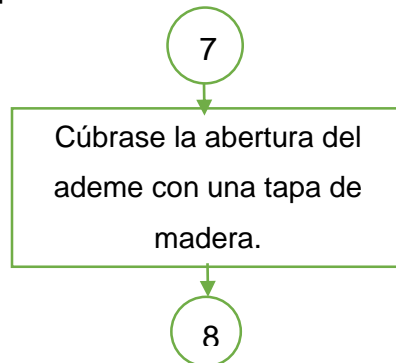 7
Cúbrase la abertura del
ademe con una tapa de
madera.
8